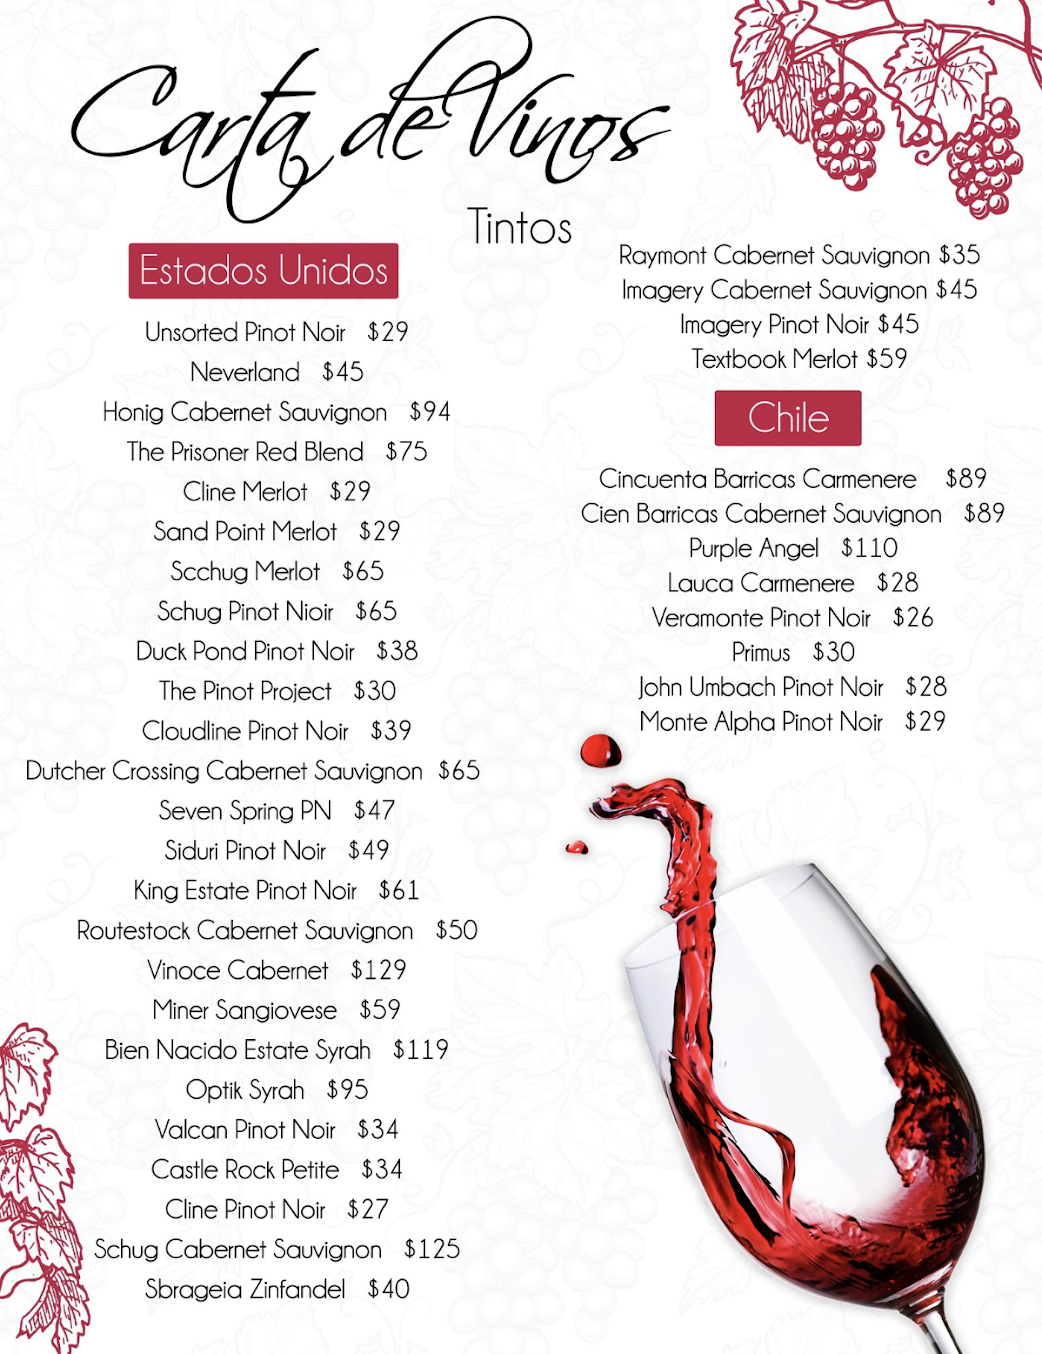 Carta de Vinos
Tintos
Estados Unidos
Unsorted Pinot Noir $29
Neverland $45
Honig Cabernet Sauvignon $94
The Prisoner Red Blend $75
Cline Merlot $29
Sand Point Merlot $29
Scchug Merlot $65
Schug Pinot Nioir $65
Duck Pond Pinot Noir $38
The Pinot Project $30
Cloudline Pinot Noir $39
Dutcher Crossing Cabernet Sauvignon $65
Seven Spring PN $47
Siduri Pinot Noir $49
King Estate Pinot Noir $61
Routestock Cabernet Sauvignon $50
Vinoce Cabernet $129
Miner Sangiovese $59
Bien Nacido Estate Syrah $119
Optik Syrah $95
Valcan Pinot Noir $34
Castle Rock Petite $34
Cline Pinot Noir $27
Schug Cabernet Sauvignon $125
Sbrageia Zinfandel $40
Raymont Cabernet Sauvignon $35
Imagery Cabernet Sauvignon $45
Imagery Pinot Noir $45
Textbook Merlot $59
Chile
Cincuenta Barricas Carmenere $89
Cien Barricas Cabernet Sauvignon $89
Purple Angel $110
Lauca Carmenere $28
Veramonte Pinot Noir $26
Primus $30
John Umbach Pinot Noir $28
Monte Alpha Pinot Noir $29